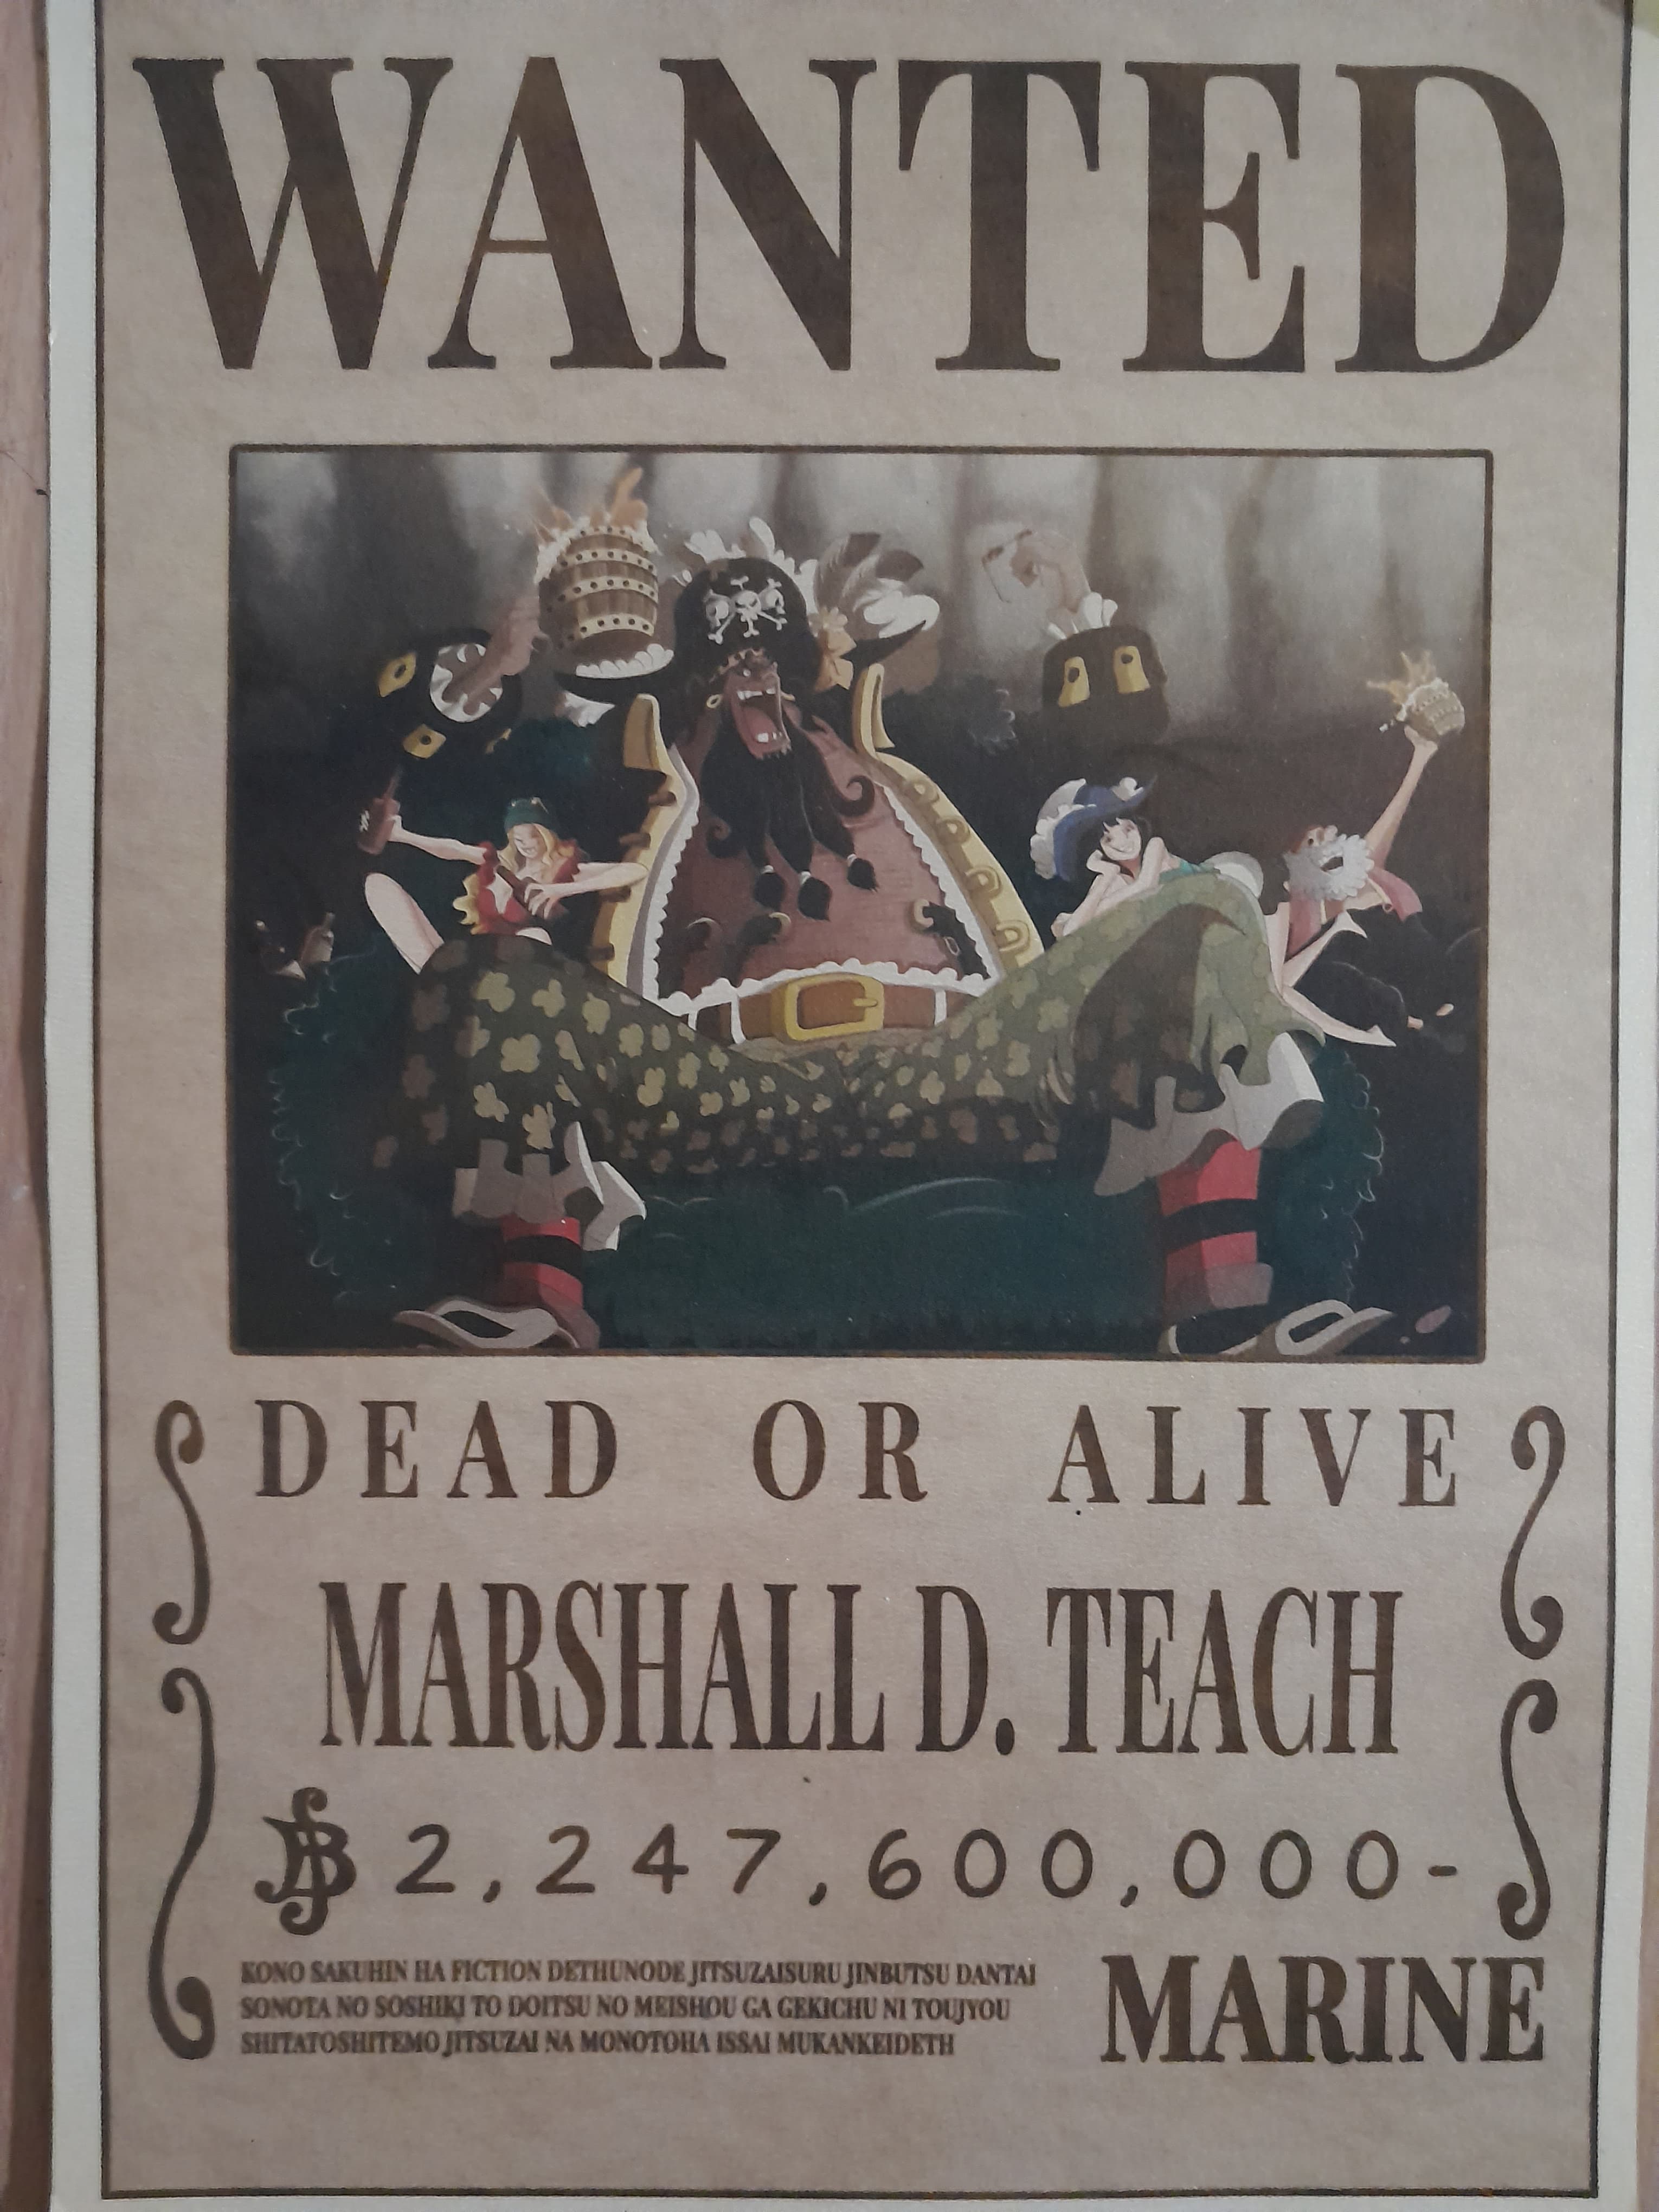 WANTED
DEAD OR ALIVE
MARSHALL D. TEACH
฿ 2,247,600,000-
KONO SAKUHIN HA FICTION DETHUNODE JITSUZAISURU JINBUTSU DANTAI
SONOTA NO SOSHIKI TO DOITSU NO MEISHOU GA GEKICHU NI TOUJYOU
SHITATOSHITEMO JITSUZAI NA MONOTOHA ISSAI MUKANKEIDETH
MARINE